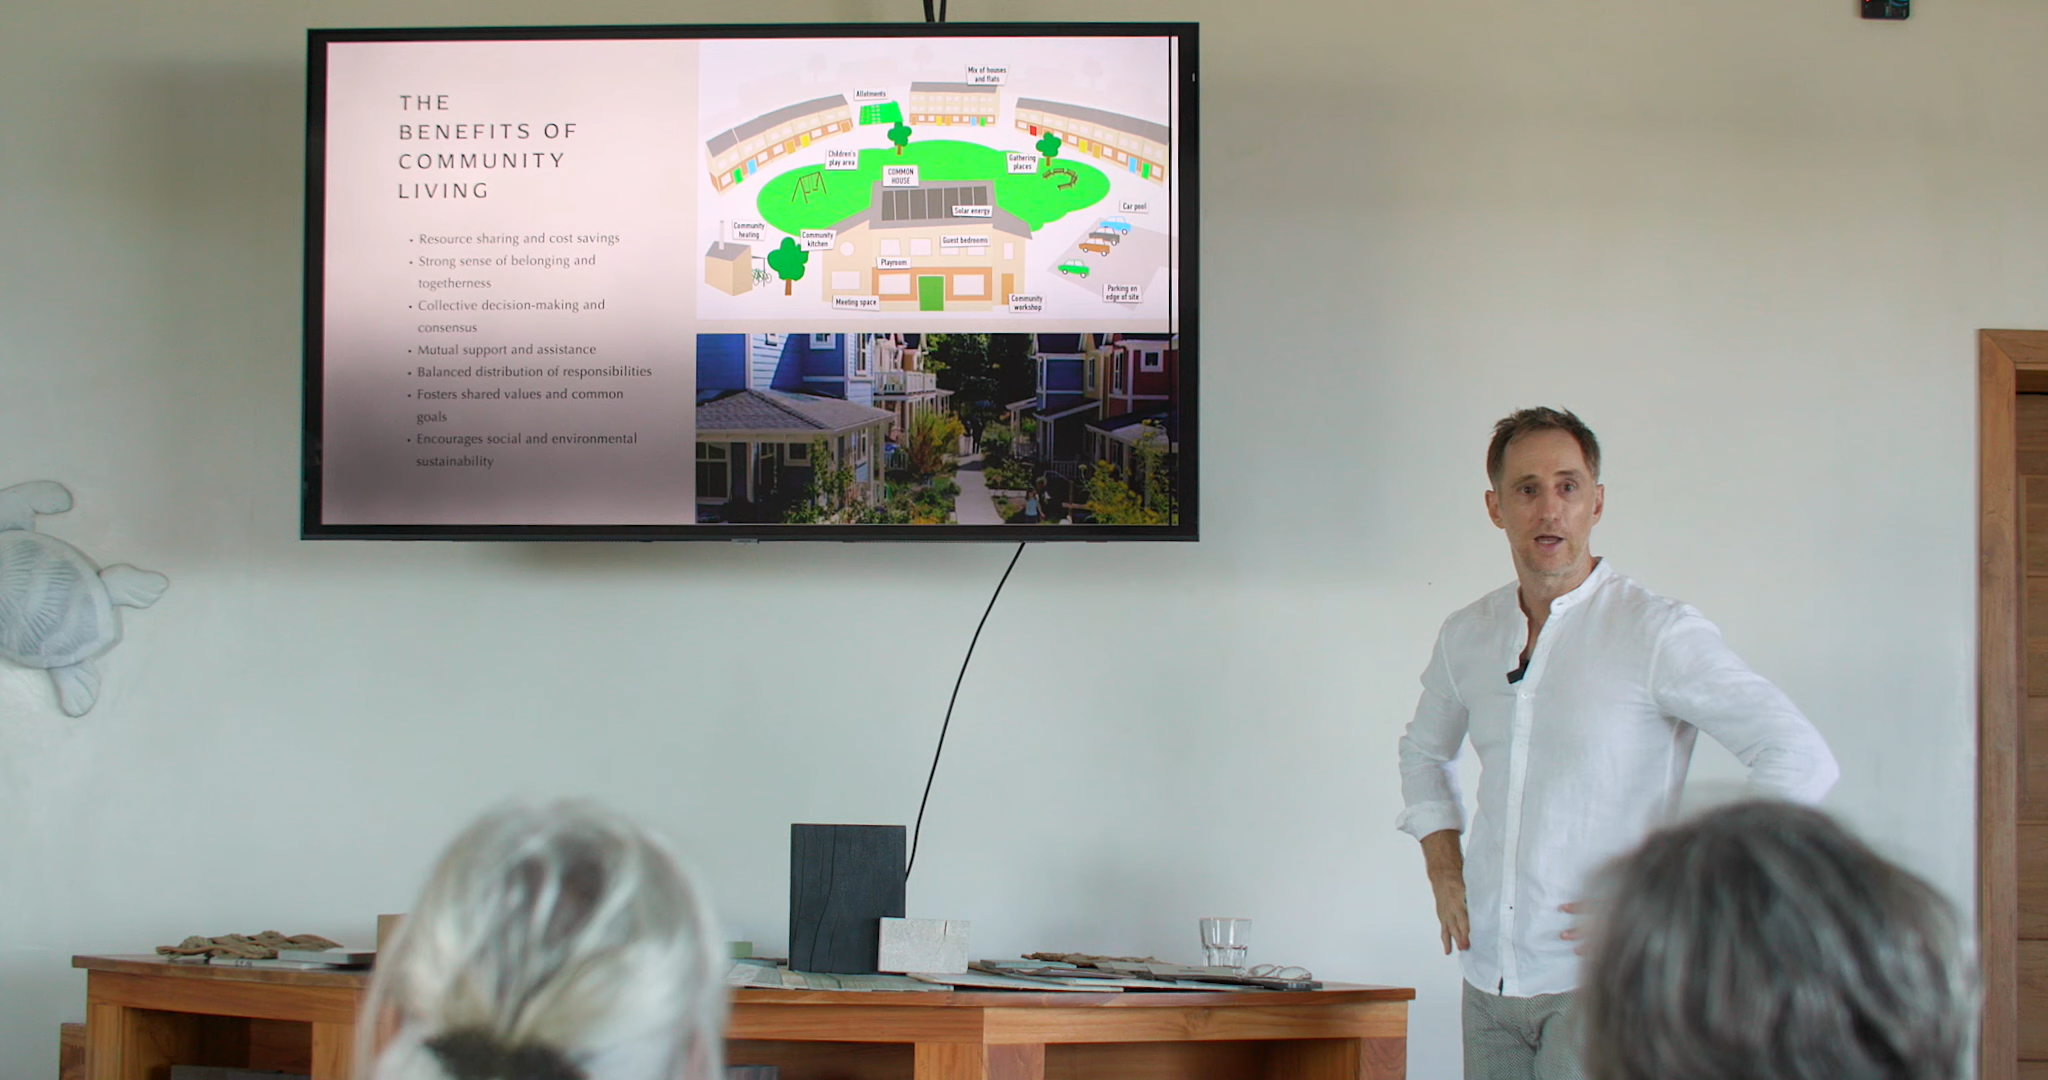 THE
BENEFITS OF
COMMUNITY
LIVING
• Resource sharing and cost savings
• Strong sense of belonging and
togetherness
• Collective decision-making and
consensus
• Mutual support and assistance
• Balanced distribution of responsibilities
• Fosters shared values and common
goals
• Encourages social and environmental
sustainability
Mix of houses
and flats
Allotments
Children's
play area
Gathering
places
COMMON
HOUSE
Solar energy
Car pool
Community
heating
Community
kitchen
Guest bedrooms
Playroom
Meeting space
Community
workshop
Parking on
edge of site